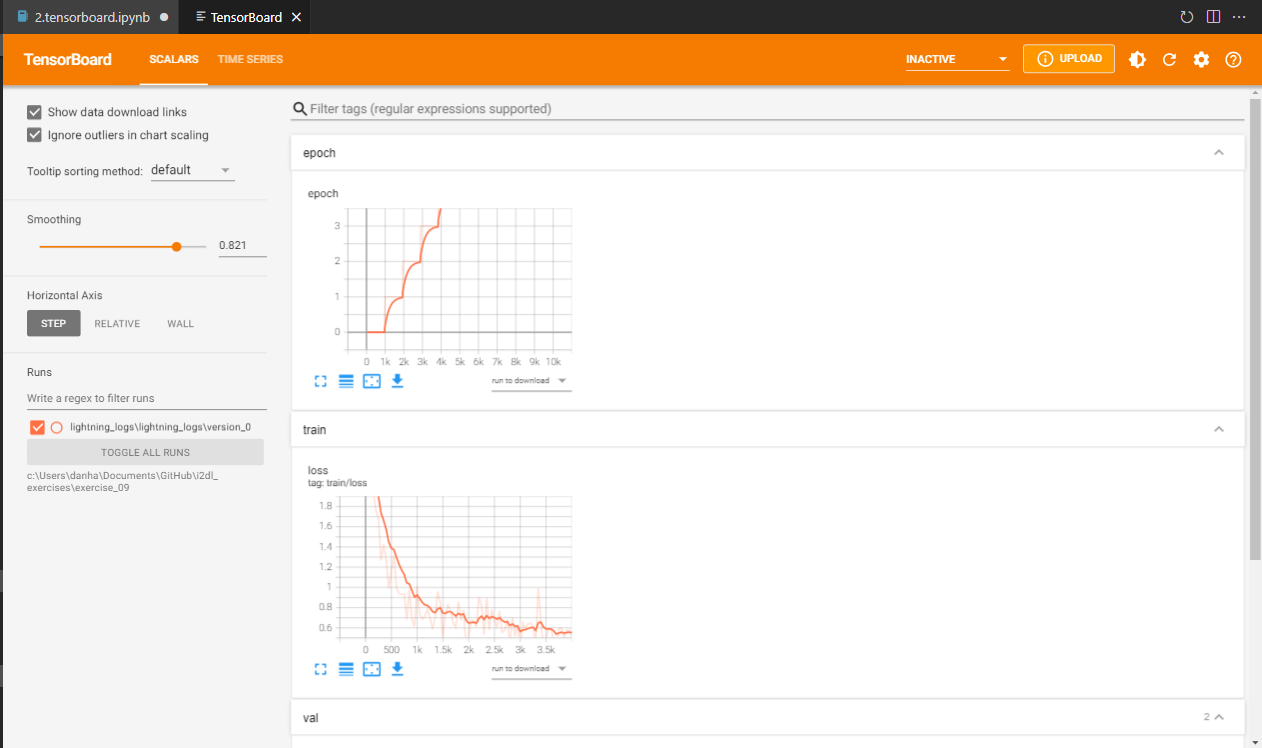 2.tensorboard.ipynb
TensorBoard
TensorBoard
SCALARS
TIME SERIES
INACTIVE
UPLOAD
Show data download links
Ignore outliers in chart scaling
Tooltip sorting method: default
Smoothing
0.821
Horizontal Axis
STEP RELATIVE WALL
Runs
Write a regex to filter runs
lightning_logs\lightning_logs\version_0
TOGGLE ALL RUNS
c:\Users\danha\Documents\GitHub\i2dl_
exercises\exercise_09
Filter tags (regular expressions supported)
epoch
epoch
3
2
1
0
0 1k 2k 3k 4k 5k 6k 7k 8k 9k 10k
run to download
train
loss
tag: train/loss
1.8
1.6
1.4
1.2
1
0.8
0.6
0 500 1k 1.5k 2k 2.5k 3k 3.5k
run to download
val
2